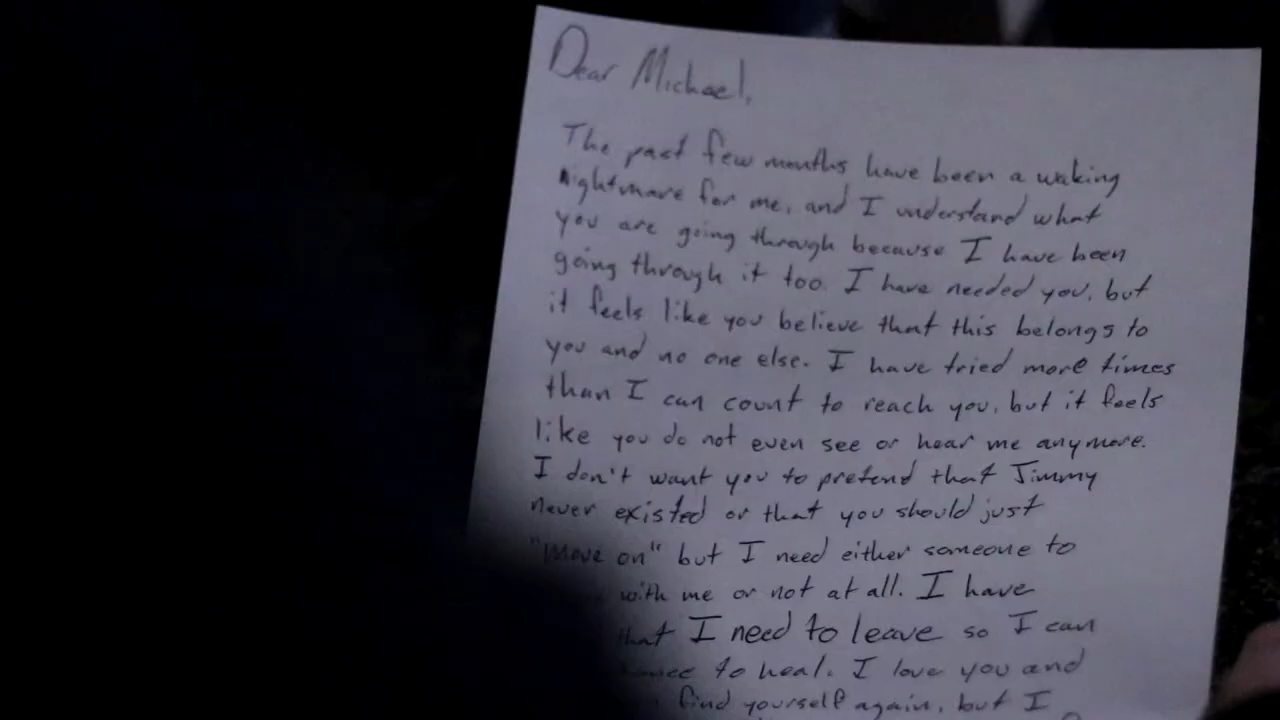 Dear Michael,
The past few months have been a waking
nightmare for me, and I understand what
you are going through because I have been
going through it too. I have needed you, but
it feels like you believe that this belongs to
you and no one else. I have tried more times
than I can count to reach you, but it feels
like you do not even see or hear me anymore.
I don't want you to pretend that Jimmy
never existed or that you should just
"move on" but I need either someone to
with me or not at all. I have
that I need to leave so I can
to heal. I love you and
find yourself again, but I